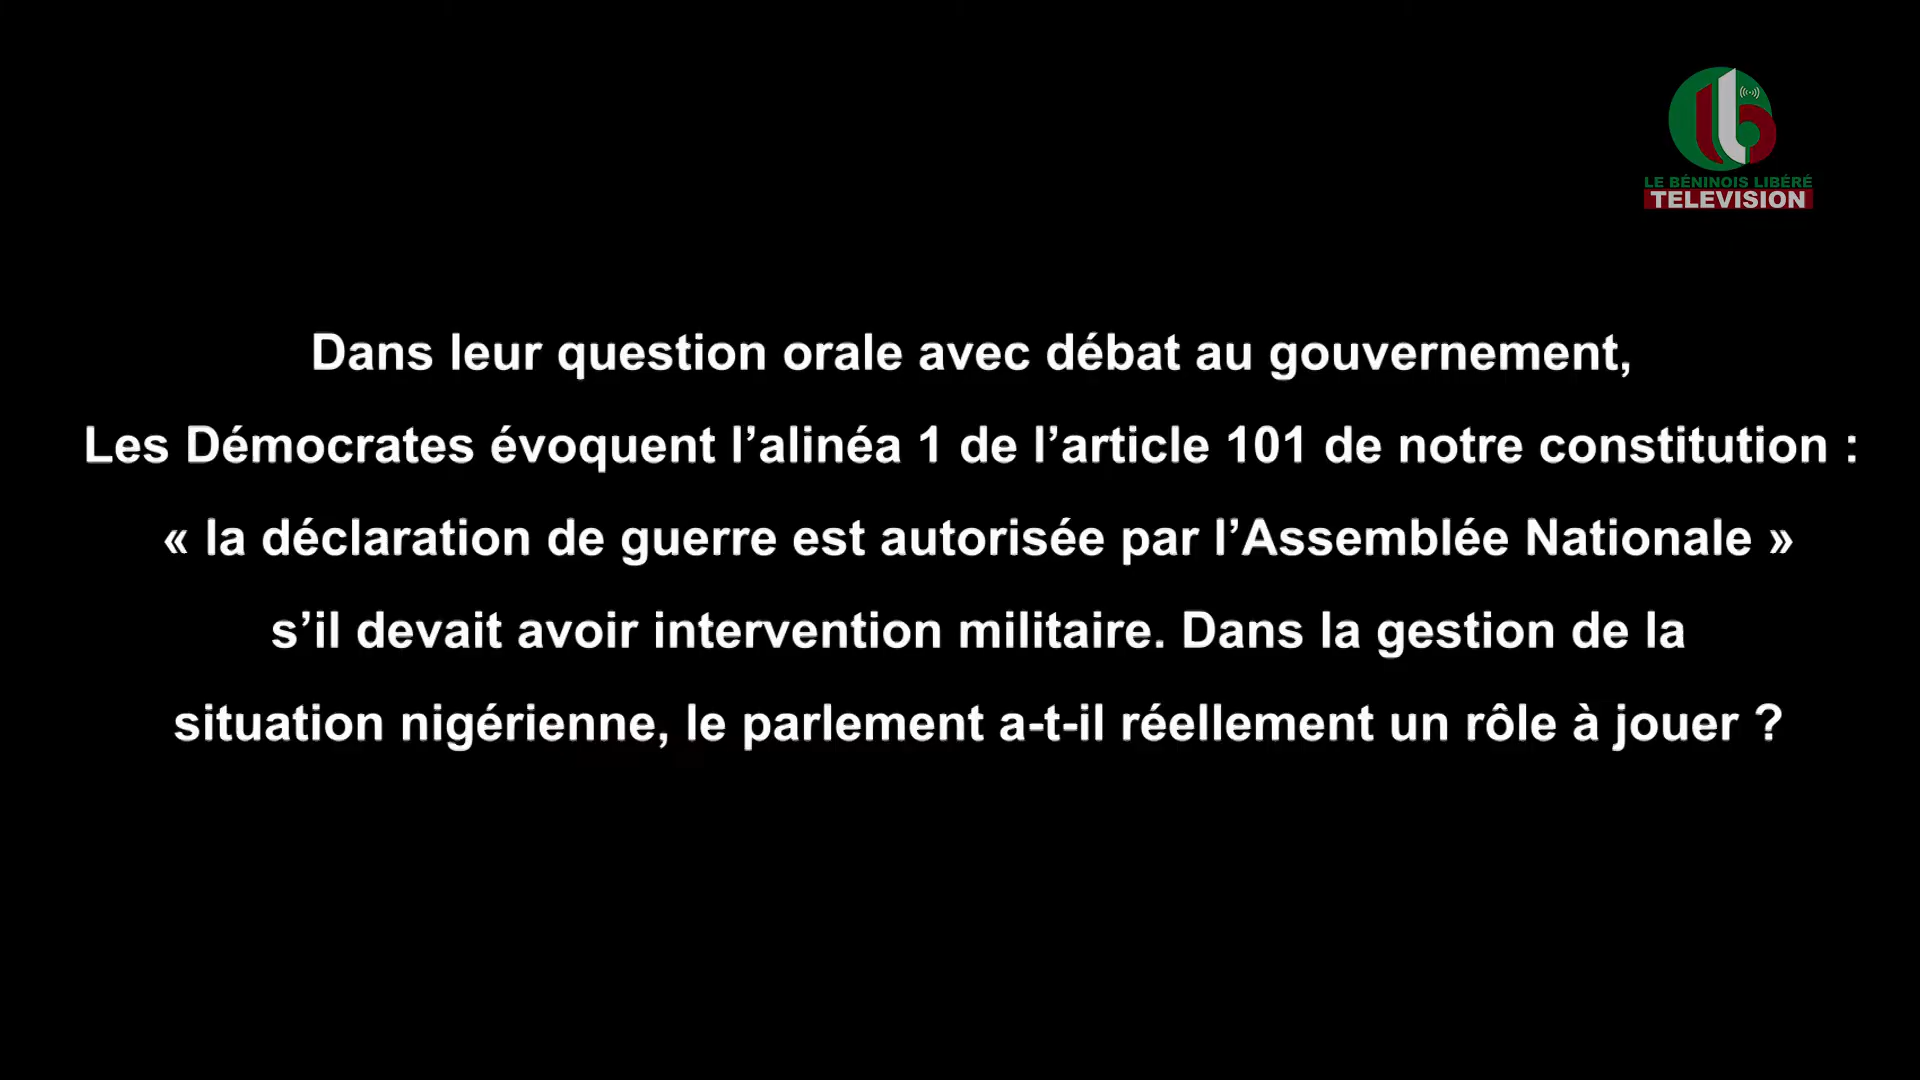 LE BÉNINOIS LIBÉRÉ
TELEVISION
Dans leur question orale avec débat au gouvernement,
Les Démocrates évoquent l’alinéa 1 de l’article 101 de notre constitution :
« la déclaration de guerre est autorisée par l’Assemblée Nationale »
s’il devait avoir intervention militaire. Dans la gestion de la
situation nigérienne, le parlement a-t-il réellement un rôle à jouer ?